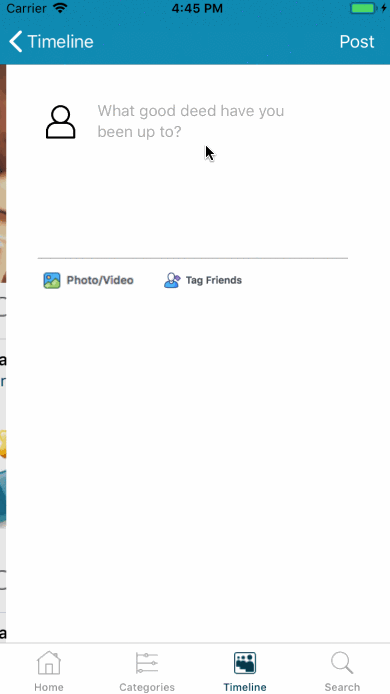 Carrier 4:45 PM
Timeline Post
What good deed have you
been up to?
Photo/Video Tag Friends
Home Categories Timeline Search